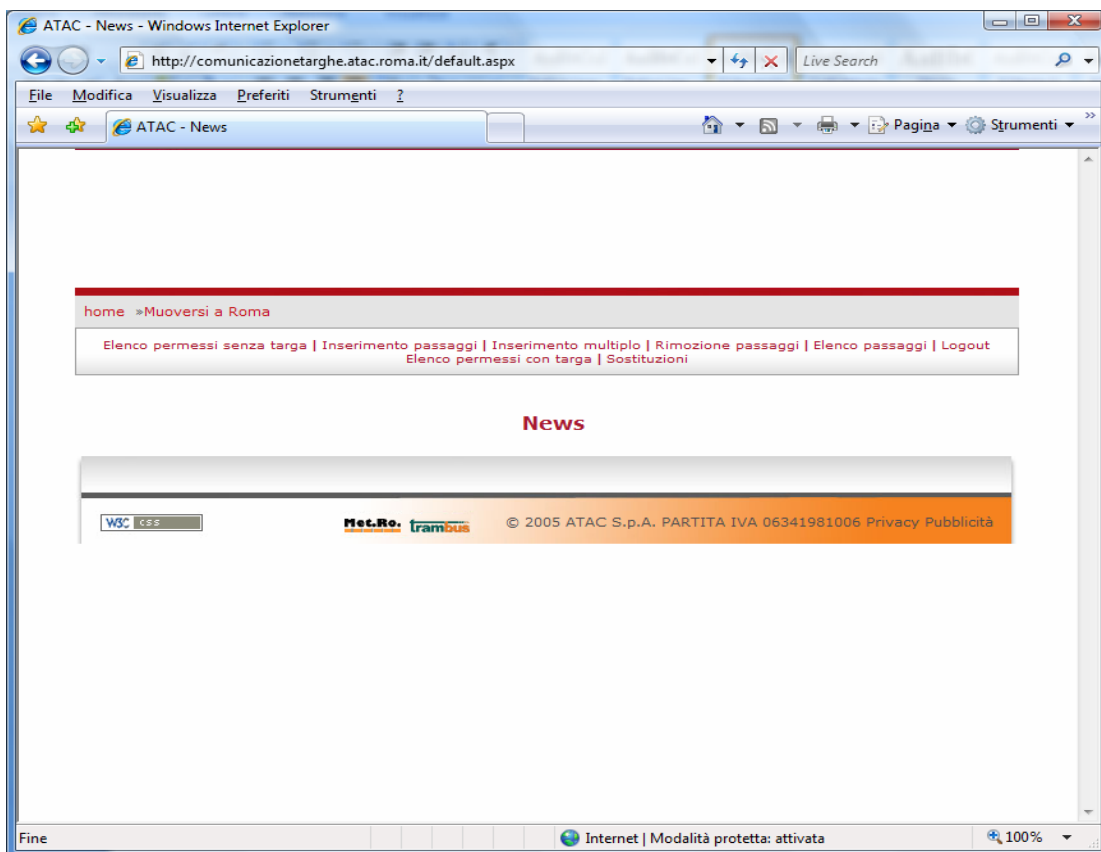 ATAC - News - Windows Internet Explorer
http://comunicazionetarghe.atac.roma.it/default.aspx
Live Search
File Modifica Visualizza Preferiti Strumenti ?
ATAC - News
Pagina Strumenti »
home »Muoversi a Roma
Elenco permessi senza targa | Inserimento passaggi | Inserimento multiplo | Rimozione passaggi | Elenco passaggi | Logout
Elenco permessi con targa | Sostituzioni
News
W3C css Met.Ro. trambus © 2005 ATAC S.p.A. PARTITA IVA 06341981006 Privacy Pubblicità
Fine Internet | Modalità protetta: attivata 100%